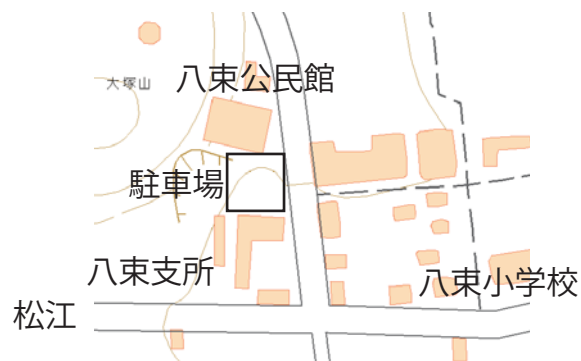 八束公民館
大塚山
駐車場
八束支所
八束小学校
松江